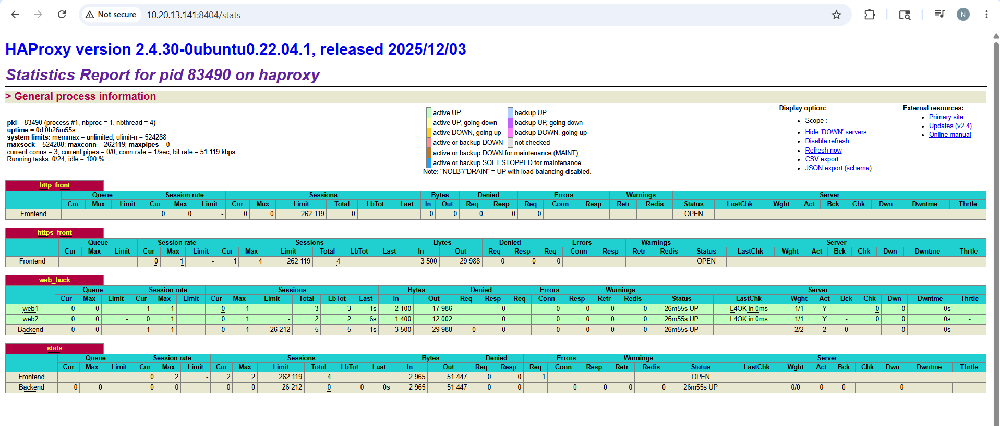 Not secure 10.20.13.141:8404/stats N
HAProxy version 2.4.30-0ubuntu0.22.04.1, released 2025/12/03
Statistics Report for pid 83490 on haproxy
> General process information
pid = 83490 (process #1, nbproc = 1, nbthread = 4)
uptime = 0d 0h26m55s
system limits: memmax = unlimited; ulimit-n = 524288
maxsock = 524288; maxconn = 262119; maxpipes = 0
current conns = 3; current pipes = 0/0; conn rate = 1/sec; bit rate = 51.119 kbps
Running tasks: 0/24; idle = 100 %
active UP backup UP
active UP, going down backup UP, going down
active DOWN, going up backup DOWN, going up
active or backup DOWN not checked
active or backup DOWN for maintenance (MAINT)
active or backup SOFT STOPPED for maintenance
Note: "NOLB"/"DRAIN" = UP with load-balancing disabled.
Display option:
Scope :
Hide 'DOWN' servers
Disable refresh
Refresh now
CSV export
JSON export (schema)
External resources:
Primary site
Updates (v2.4)
Online manual
http_front
Queue Session rate Sessions Bytes Denied Errors Warnings Server
Cur Max Limit Cur Max Limit Cur Max Limit Total LbTot Last In Out Req Resp Req Conn Resp Retr Redis Status LastChk Wght Act Bck Chk Dwn Dwntme Thrtle
Frontend 0 0 - 0 0 262 119 0 0 0 0 0 0 OPEN
https_front
Queue Session rate Sessions Bytes Denied Errors Warnings Server
Cur Max Limit Cur Max Limit Cur Max Limit Total LbTot Last In Out Req Resp Req Conn Resp Retr Redis Status LastChk Wght Act Bck Chk Dwn Dwntme Thrtle
Frontend 0 1 - 1 4 262 119 4 3 500 29 988 0 0 0 OPEN
web_back
Queue Session rate Sessions Bytes Denied Errors Warnings Server
Cur Max Limit Cur Max Limit Cur Max Limit Total LbTot Last In Out Req Resp Req Conn Resp Retr Redis Status LastChk Wght Act Bck Chk Dwn Dwntme Thrtle
web1 0 0 - 1 1 0 1 - 3 3 1s 2 100 17 986 0 0 0 0 0 26m55s UP L4OK in 0ms 1/1 Y - 0 0 0s -
web2 0 0 - 0 1 0 1 - 2 2 6s 1 400 12 002 0 0 0 0 0 26m55s UP L4OK in 0ms 1/1 Y - 0 0 0s -
Backend 0 0 1 1 0 1 26 212 5 5 1s 3 500 29 988 0 0 0 0 0 0 26m55s UP 2/2 2 0 0 0s
stats
Queue Session rate Sessions Bytes Denied Errors Warnings Server
Cur Max Limit Cur Max Limit Cur Max Limit Total LbTot Last In Out Req Resp Req Conn Resp Retr Redis Status LastChk Wght Act Bck Chk Dwn Dwntme Thrtle
Frontend 0 2 - 2 2 262 119 4 2 965 51 447 0 0 1 OPEN
Backend 0 0 0 0 0 0 26 212 0 0 0s 2 965 51 447 0 0 0 0 0 0 26m55s UP 0/0 0 0 0